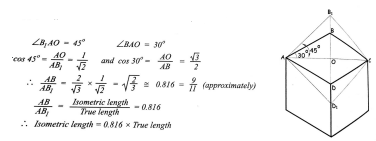 ∠B₁AO = 45° ∠BAO = 30°
cos 45° = AO/AB₁ = 1/√2 and cos 30° = AO/AB = √3/2
∴ AB/AB₁ = 2/√3 × 1/√2 = √(2/3) ≅ 0.816 = 9/11 (approximately)
AB/AB₁ = Isometric length/True length = 0.816
∴ Isometric length = 0.816 × True length
B₁
B
45°
A
30°
O
C
D
D₁